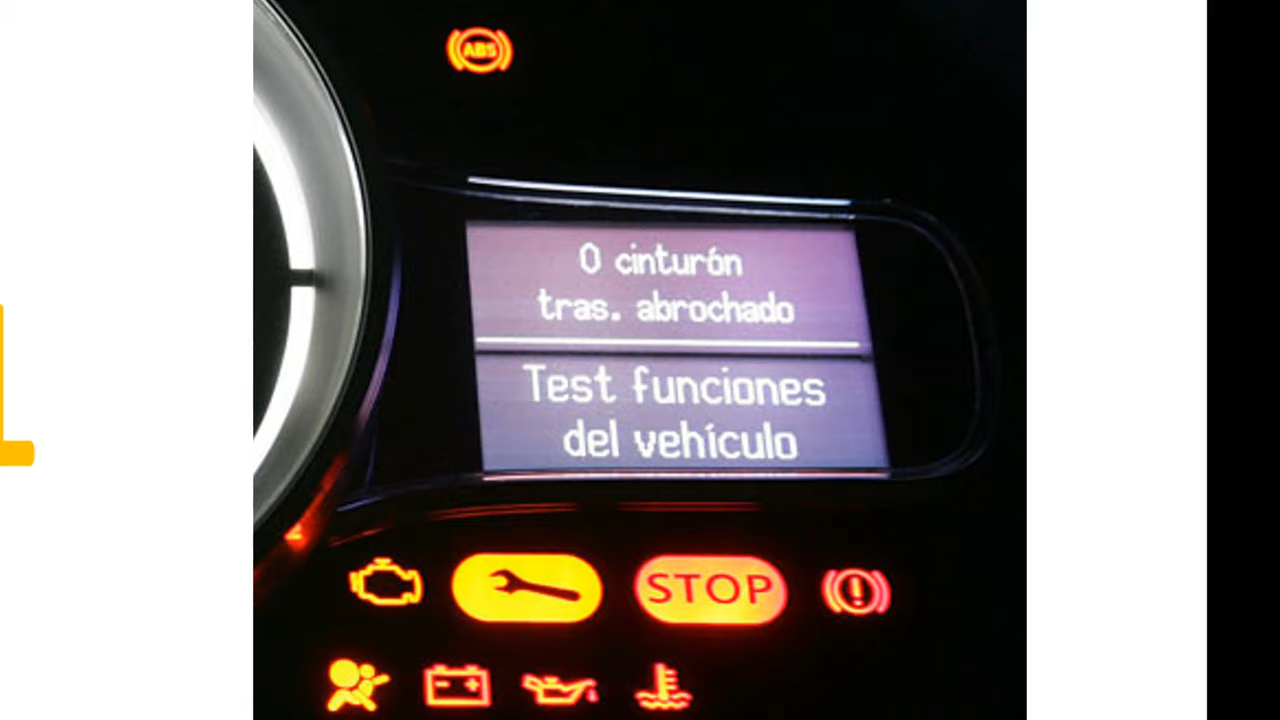 ABS
0 cinturón
tras. abrochado
Test funciones
del vehículo
STOP